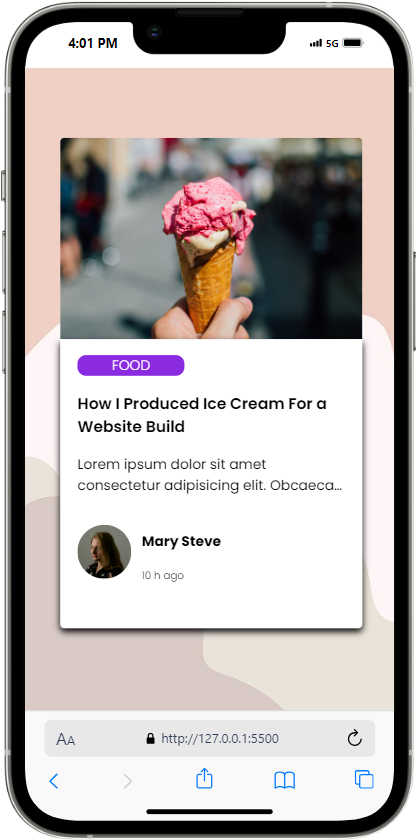 4:01 PM
5G
FOOD
How I Produced Ice Cream For a
Website Build
Lorem ipsum dolor sit amet
consectetur adipisicing elit. Obcaeca...
Mary Steve
10 h ago
AA
http://127.0.0.1:5500